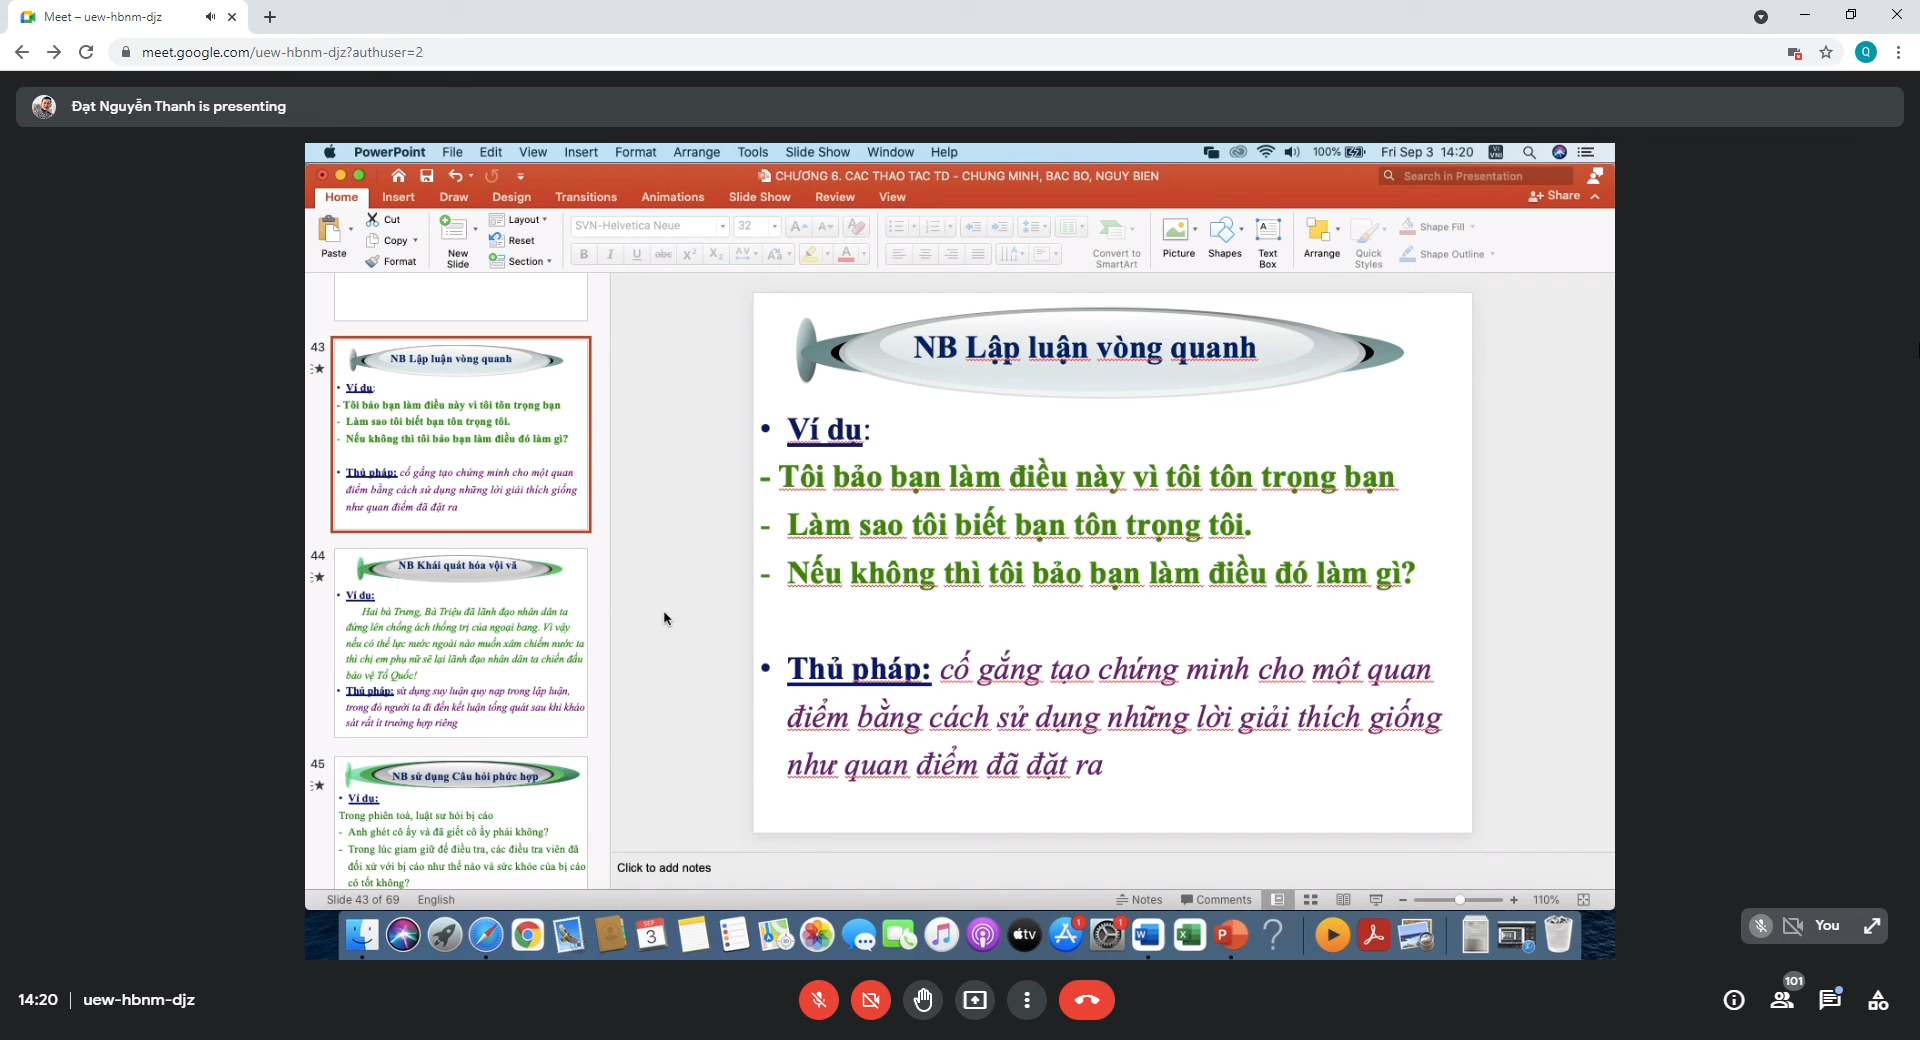 Meet – uew-hbnm-djz
meet.google.com/uew-hbnm-djz?authuser=2
Q
Đạt Nguyễn Thanh is presenting
PowerPoint File Edit View Insert Format Arrange Tools Slide Show Window Help
100% Fri Sep 3 14:20
CHƯƠNG 6. CAC THAO TAC TD - CHUNG MINH, BAC BO, NGUY BIEN
Search in Presentation
Home Insert Draw Design Transitions Animations Slide Show Review View
Share
Paste
Cut
Copy
Format
New Slide
Layout
Reset
Section
SVN-Helvetica Neue 32
Convert to SmartArt
Picture
Shapes
Text Box
Arrange
Quick Styles
Shape Fill
Shape Outline
43
NB Lập luận vòng quanh
• Ví dụ:
- Tôi bảo bạn làm điều này vì tôi tôn trọng bạn
- Làm sao tôi biết bạn tôn trọng tôi.
- Nếu không thì tôi bảo bạn làm điều đó làm gì?
• Thủ pháp: cố gắng tạo chứng minh cho một quan
điểm bằng cách sử dụng những lời giải thích giống
như quan điểm đã đặt ra
44
NB Khái quát hóa vội vã
• Ví dụ:
Hai bà Trưng, Bà Triệu đã lãnh đạo nhân dân ta
đứng lên chống ách thống trị của ngoại bang. Vì vậy
nếu có thế lực nước ngoài nào muốn xâm chiếm nước ta
thì chị em phụ nữ sẽ lại lãnh đạo nhân dân ta chiến đấu
bảo vệ Tổ Quốc!
• Thủ pháp: sử dụng suy luận quy nạp trong lập luận,
trong đó người ta đi đến kết luận tổng quát sau khi khảo
sát rất ít trường hợp riêng
45
NB sử dụng Câu hỏi phức hợp
• Ví dụ:
Trong phiên toà, luật sư hỏi bị cáo
- Anh ghét cô ấy và đã giết cô ấy phải không?
- Trong lúc giam giữ để điều tra, các điều tra viên đã
đối xử với bị cáo như thế nào và sức khỏe của bị cáo
có tốt không?
NB Lập luận vòng quanh
• Ví dụ:
- Tôi bảo bạn làm điều này vì tôi tôn trọng bạn
- Làm sao tôi biết bạn tôn trọng tôi.
- Nếu không thì tôi bảo bạn làm điều đó làm gì?
• Thủ pháp: cố gắng tạo chứng minh cho một quan
điểm bằng cách sử dụng những lời giải thích giống
như quan điểm đã đặt ra
Click to add notes
Slide 43 of 69 English
Notes Comments 110%
SEP
3
tv
1
1
You
14:20 | uew-hbnm-djz
101